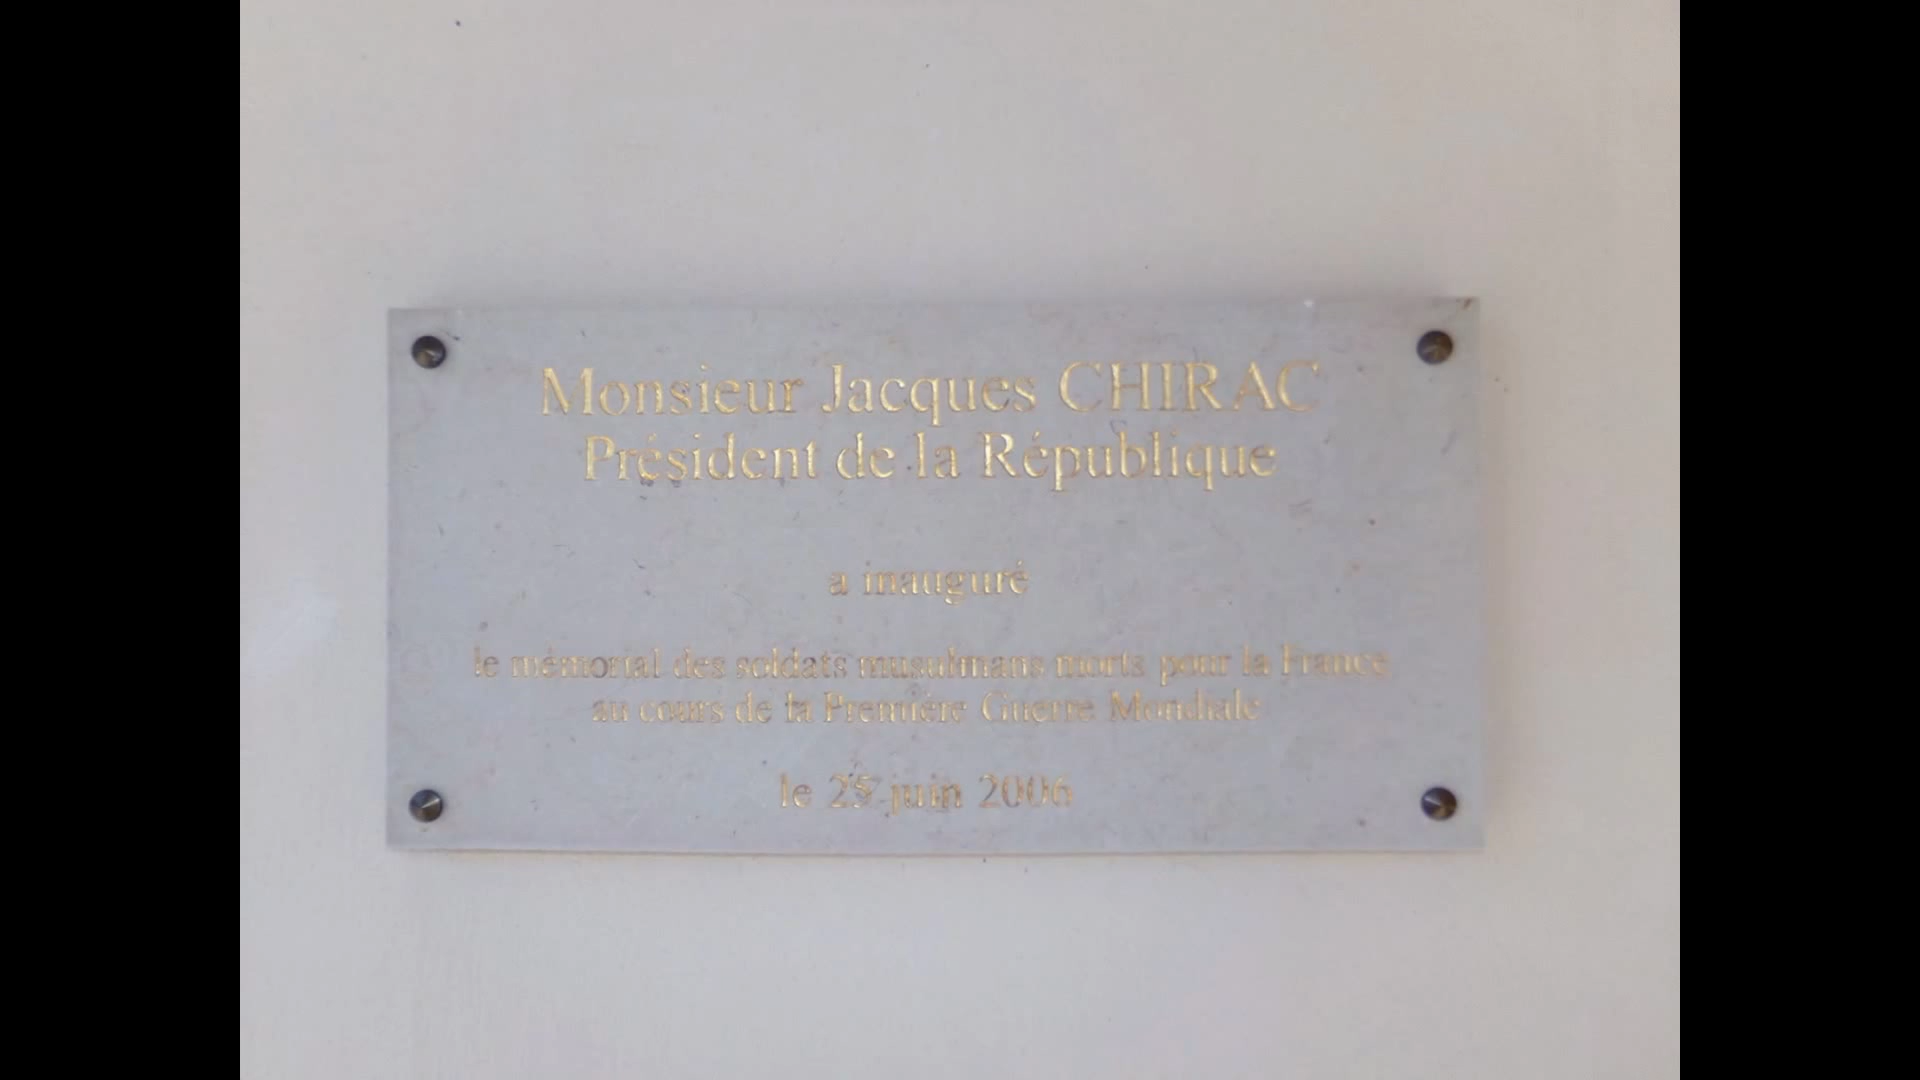 Monsieur Jacques CHIRAC
Président de la République
a inauguré
le mémorial des soldats musulmans morts pour la France
au cours de la Première Guerre Mondiale
le 25 juin 2006